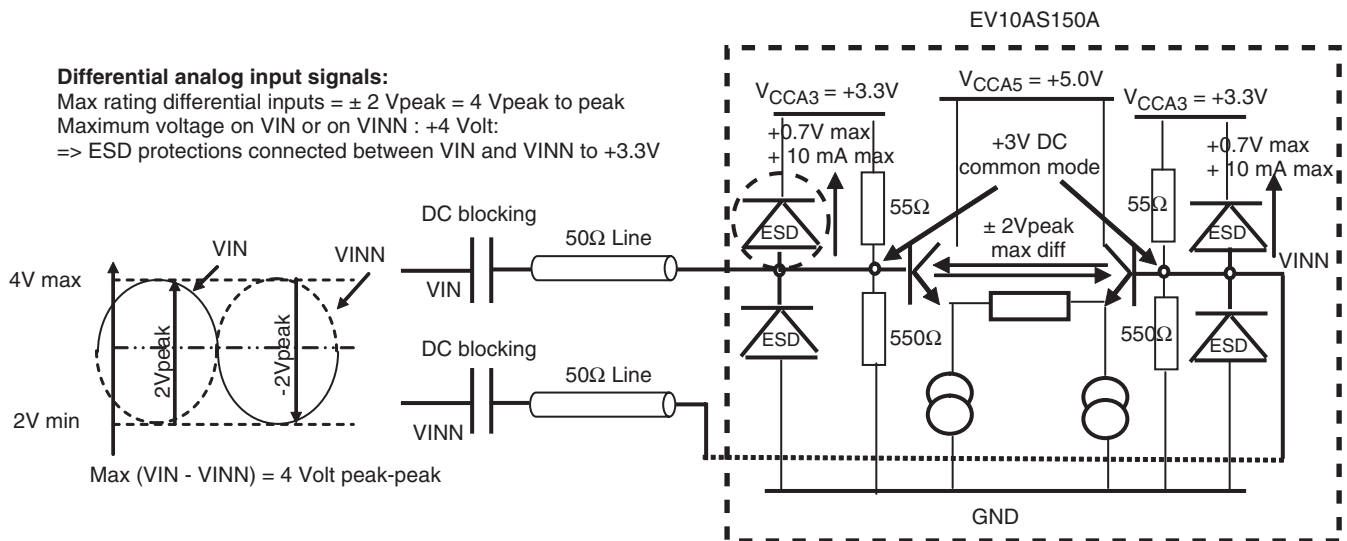 EV10AS150A
Differential analog input signals:
Max rating differential inputs = ± 2 Vpeak = 4 Vpeak to peak
Maximum voltage on VIN or on VINN : +4 Volt:
=> ESD protections connected between VIN and VINN to +3.3V
VCCA3 = +3.3V
VCCA5 = +5.0V
VCCA3 = +3.3V
+0.7V max
+ 10 mA max
+3V DC
common mode
+0.7V max
+ 10 mA max
DC blocking
50Ω Line
VIN
ESD
55Ω
± 2Vpeak
max diff
55Ω
ESD
VINN
VIN
VINN
4V max
2Vpeak
-2Vpeak
2V min
Max (VIN - VINN) = 4 Volt peak-peak
DC blocking
50Ω Line
VINN
ESD
550Ω
550Ω
ESD
GND